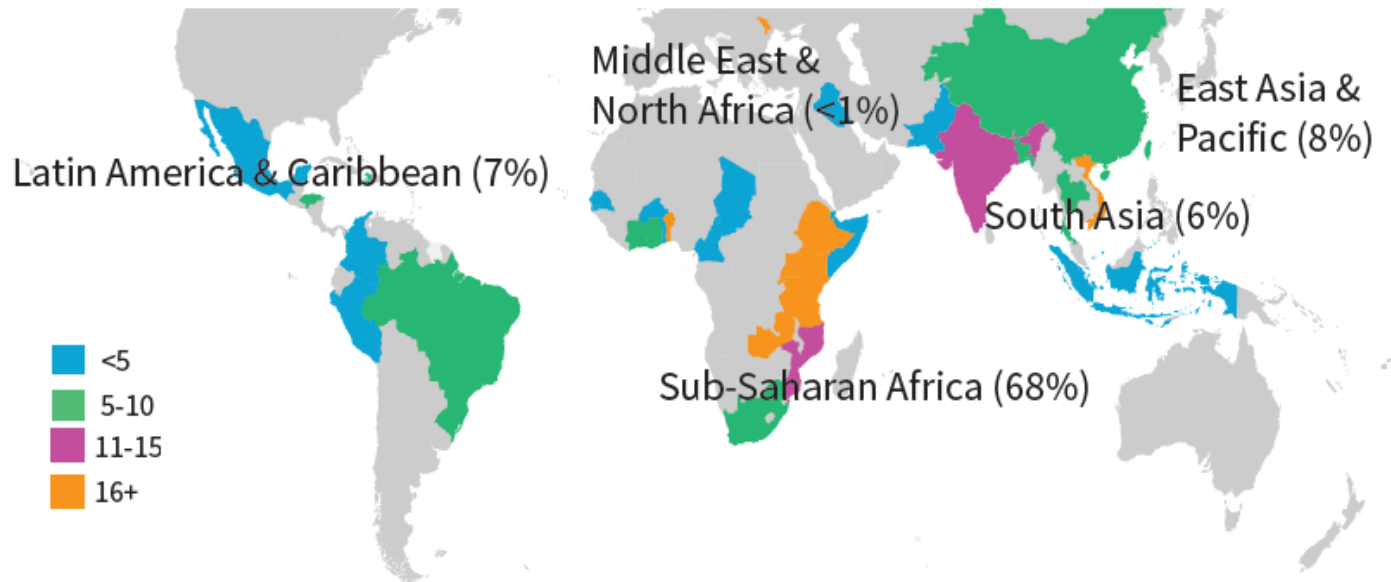 Middle East &
North Africa (<1%)
East Asia &
Pacific (8%)
Latin America & Caribbean (7%)
South Asia (6%)
Sub-Saharan Africa (68%)
<5
5-10
11-15
16+